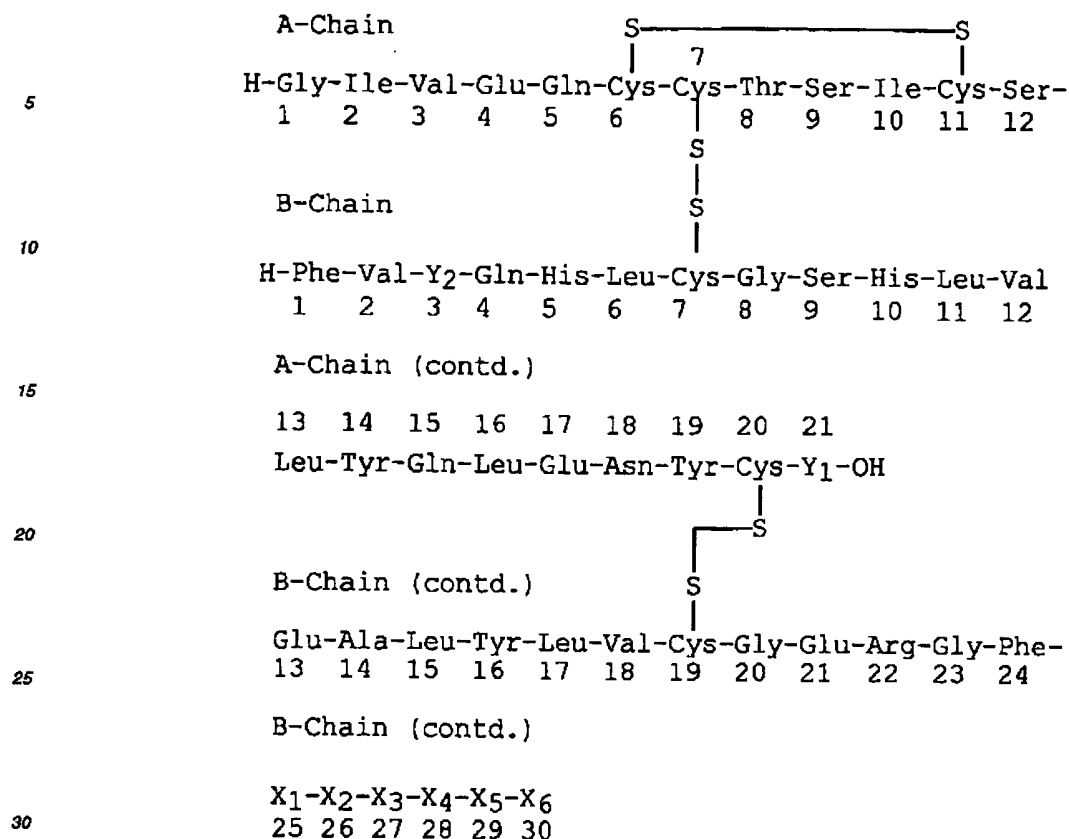 A-Chain
S S
7
H-Gly-Ile-Val-Glu-Gln-Cys-Cys-Thr-Ser-Ile-Cys-Ser-
5
1 2 3 4 5 6 8 9 10 11 12
S
B-Chain
S
10
H-Phe-Val-Y2-Gln-His-Leu-Cys-Gly-Ser-His-Leu-Val
1 2 3 4 5 6 7 8 9 10 11 12
A-Chain (contd.)
15
13 14 15 16 17 18 19 20 21
Leu-Tyr-Gln-Leu-Glu-Asn-Tyr-Cys-Y1-OH
20
S
B-Chain (contd.)
S
Glu-Ala-Leu-Tyr-Leu-Val-Cys-Gly-Glu-Arg-Gly-Phe-
25
13 14 15 16 17 18 19 20 21 22 23 24
B-Chain (contd.)
X1-X2-X3-X4-X5-X6
30
25 26 27 28 29 30